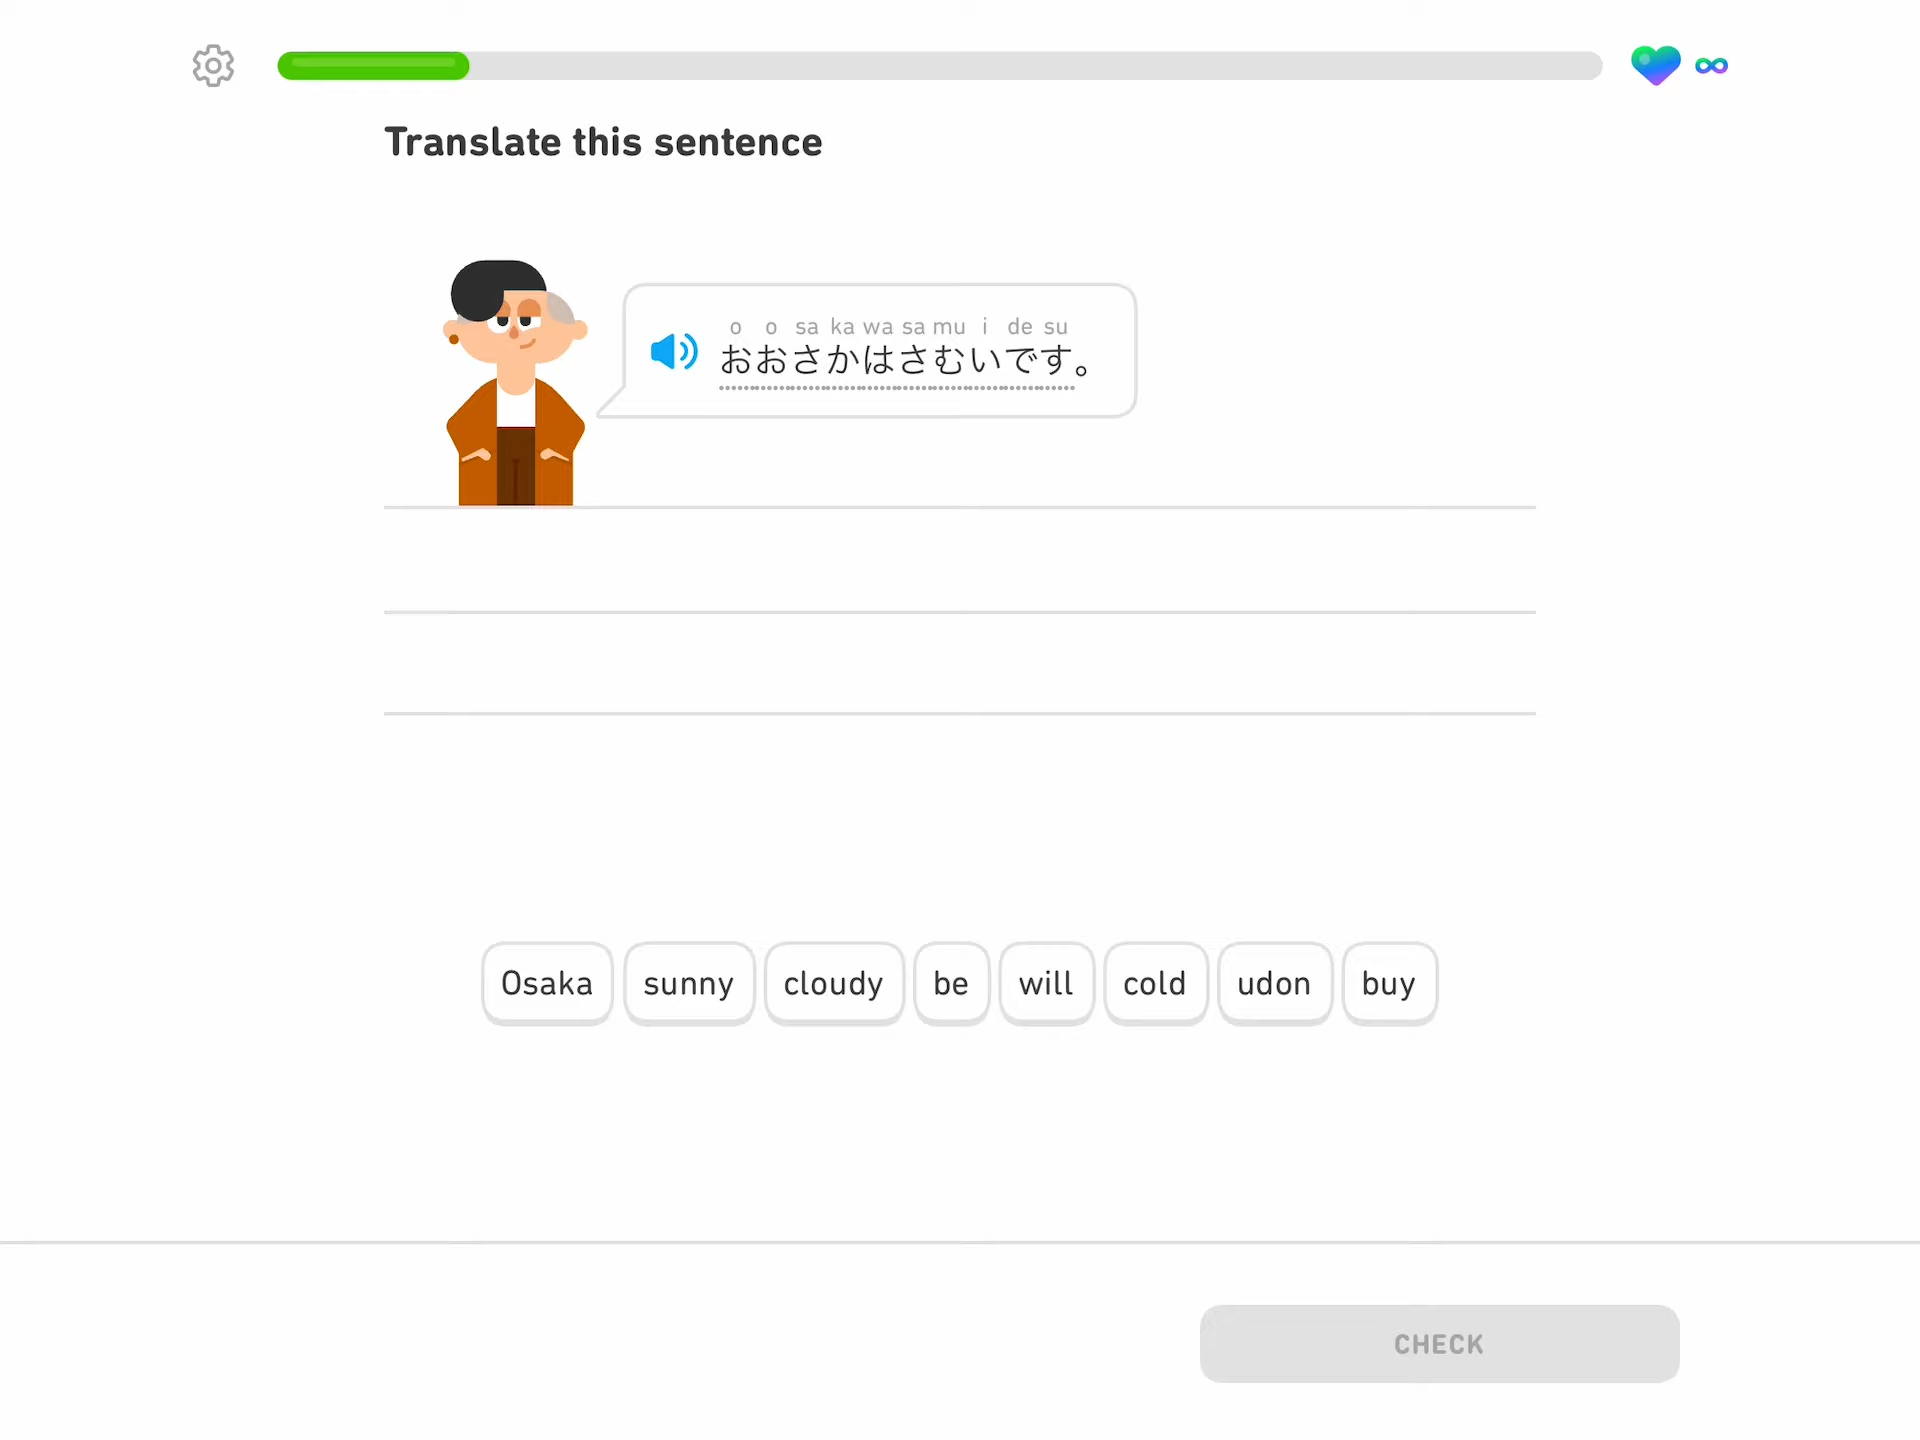 Translate this sentence
o o sa ka wa sa mu i de su
おおさかはさむいです。
Osaka sunny cloudy be will cold udon buy
CHECK